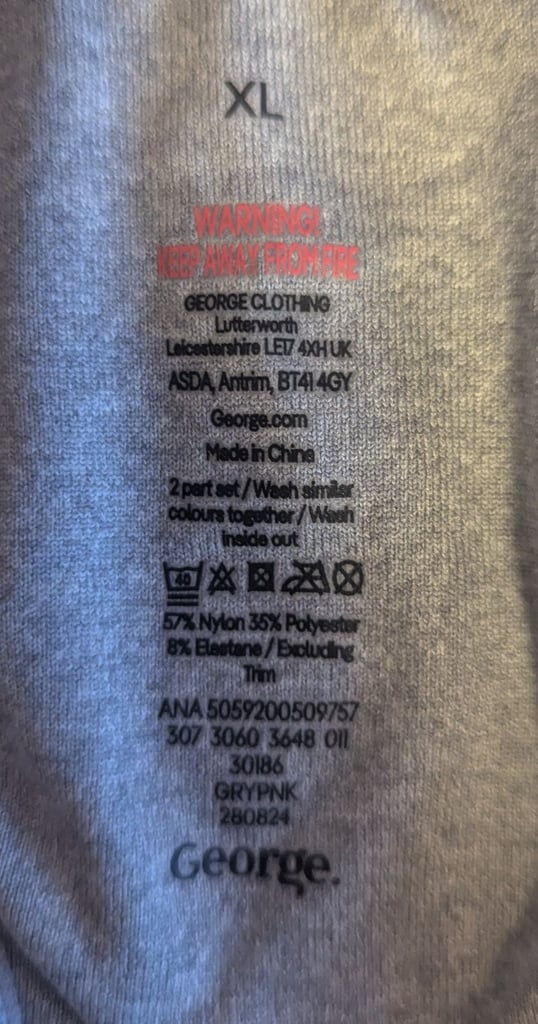 XL
WARNING!
KEEP AWAY FROM FIRE
GEORGE CLOTHING
Lutterworth
Leicestershire LE17 4XH UK
ASDA, Antrim, BT41 4GY
George.com
Made in China
2 part set / Wash similar
colours together / Wash
inside out
40
57% Nylon 35% Polyester
8% Elastane / Excluding
Trim
ANA 5059200509757
307 3060 3648 011
30186
GRYPNK
280824
George.